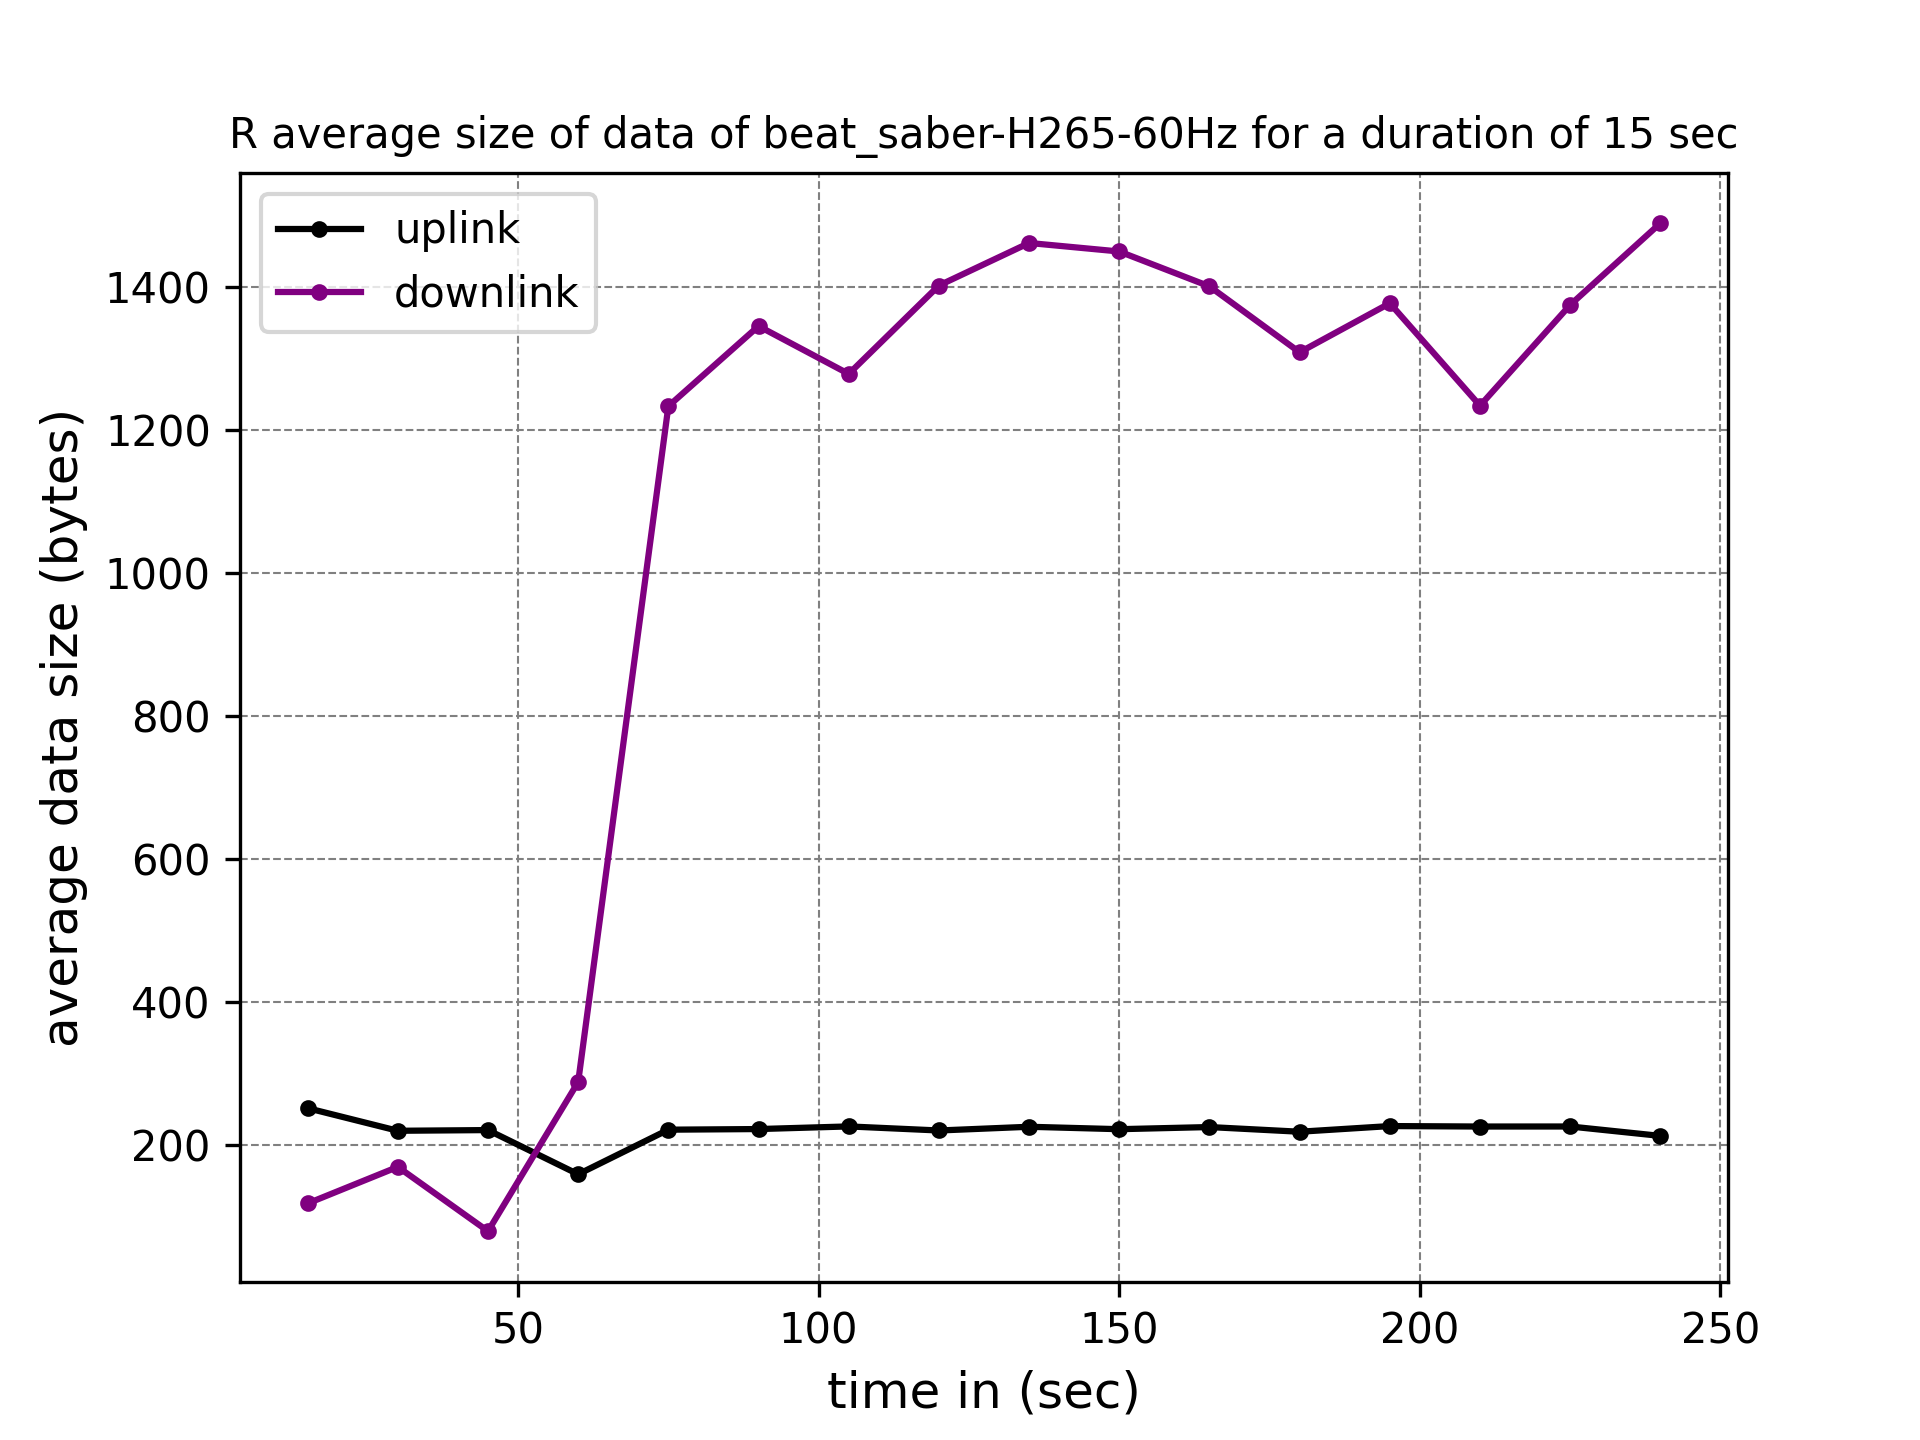 R average size of data of beat_saber-H265-60Hz for a duration of 15 sec
uplink
downlink
average data size (bytes)
1400
1200
1000
800
600
400
200
50 100 150 200 250
time in (sec)